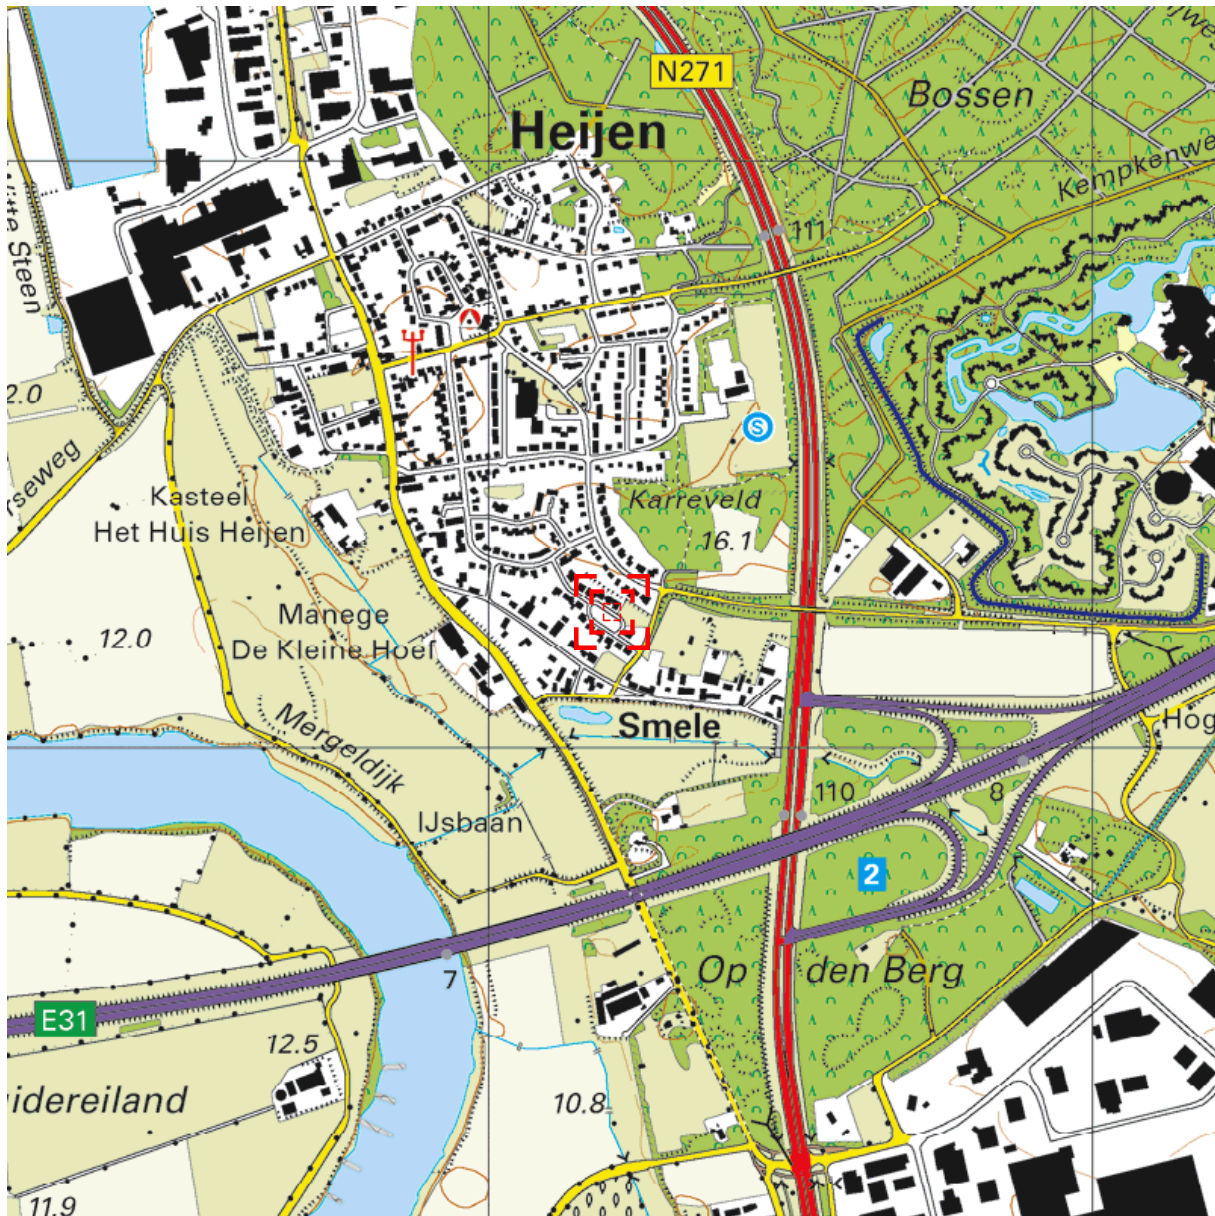 N271
Bossen
Heijen
Kempkenwe
111
Steen
2.0
S
Karreveld
rseweg
Kasteel
Het Huis Heijen
16.1
Manege
De Kleine Hoef
12.0
Mergeldijk
Smele
Hog
IJsbaan
110
8
2
7
Op den Berg
E31
12.5
idereiland
10.8
11.9